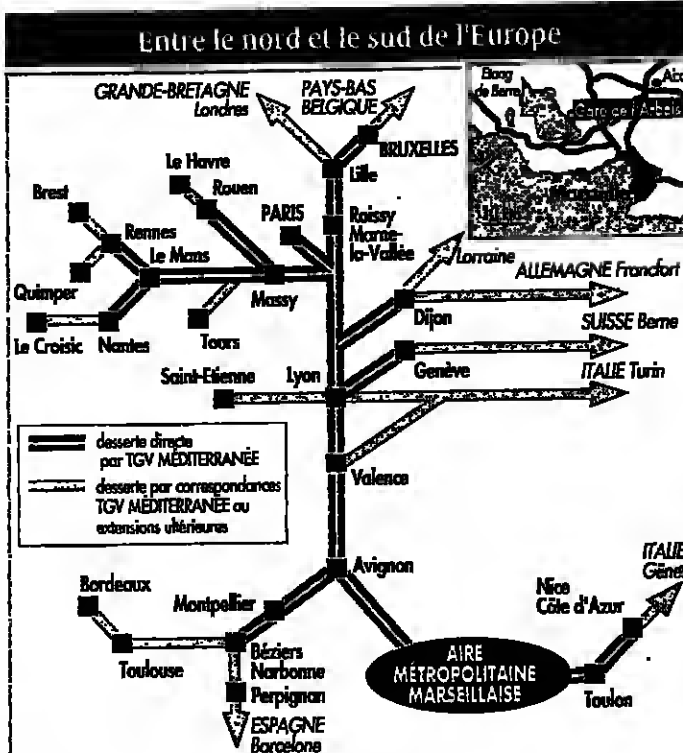 Entre le nord et le sud de l'Europe
GRANDE-BRETAGNE
Londres
PAYS-BAS
BELGIQUE
Etang
de Berre
BRUXELLES
Lille
Le Havre
Rouen
Brest
PARIS
Roissy
Marne-
la-Vallée
Rennes
Le Mans
Lorraine
ALLEMAGNE Francfort
Quimper
Massy
Dijon
SUISSE Berne
Le Croisic
Nantes
Tours
Genève
ITALIE Turin
Saint-Etienne
Lyon
desserte directe
par TGV MÉDITERRANÉE
desserte par correspondances
TGV MÉDITERRANÉE ou
extensions ultérieures
Valence
Avignon
ITALIE
Gênes
Bordeaux
Montpellier
Nice
Côte d'Azur
Toulouse
Béziers
Narbonne
AIRE
MÉTROPOLITAINE
MARSEILLAISE
Toulon
Perpignan
ESPAGNE
Barcelone